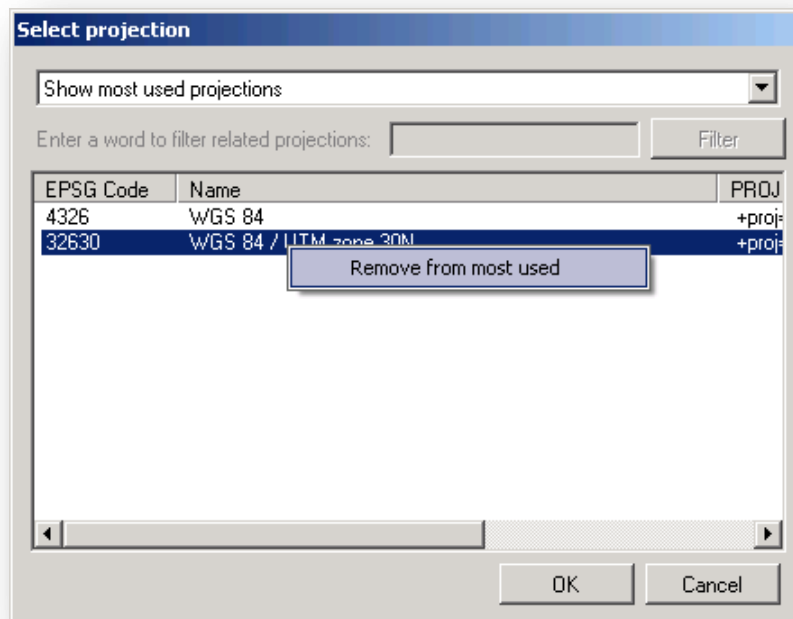 Select projection
Show most used projections
Enter a word to filter related projections: Filter
EPSG Code Name PROJ
4326 WGS 84 +proj=
32630 WGS 84 / UTM zone 30N +proj=
Remove from most used
OK Cancel